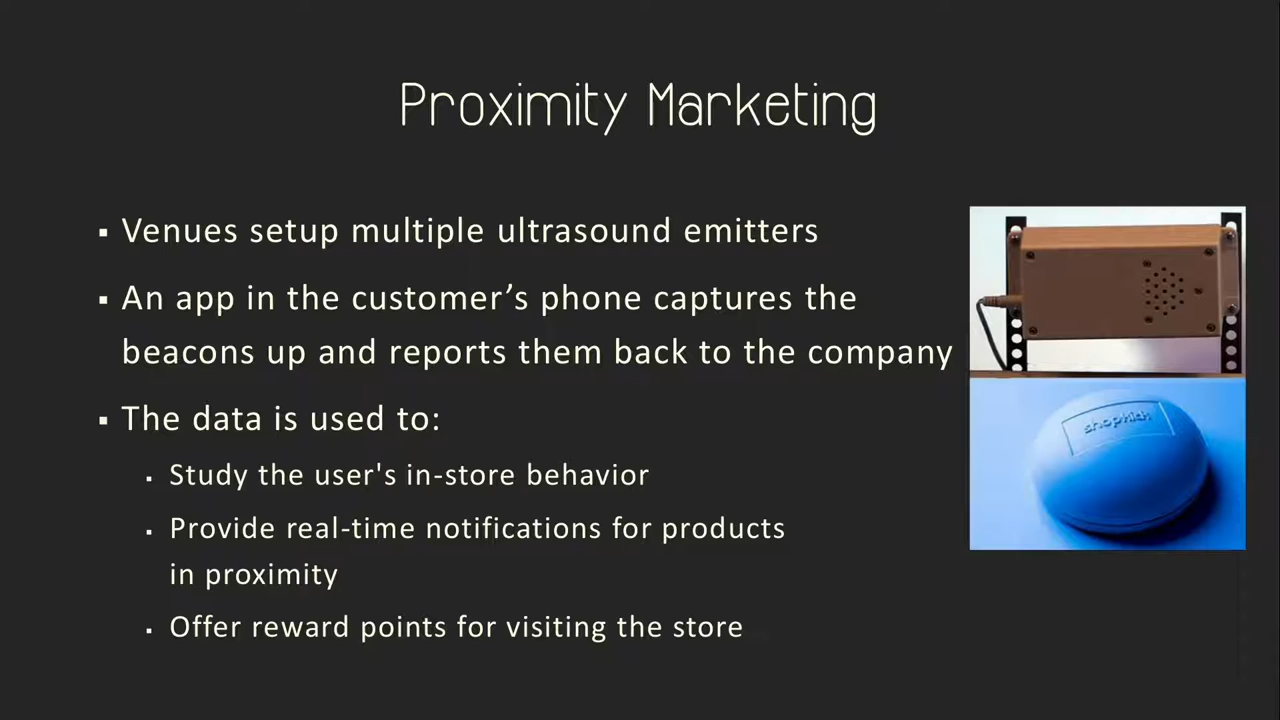 Proximity Marketing
▪ Venues setup multiple ultrasound emitters
▪ An app in the customer’s phone captures the
beacons up and reports them back to the company
▪ The data is used to:
▪ Study the user's in-store behavior
▪ Provide real-time notifications for products
in proximity
▪ Offer reward points for visiting the store
shopkick